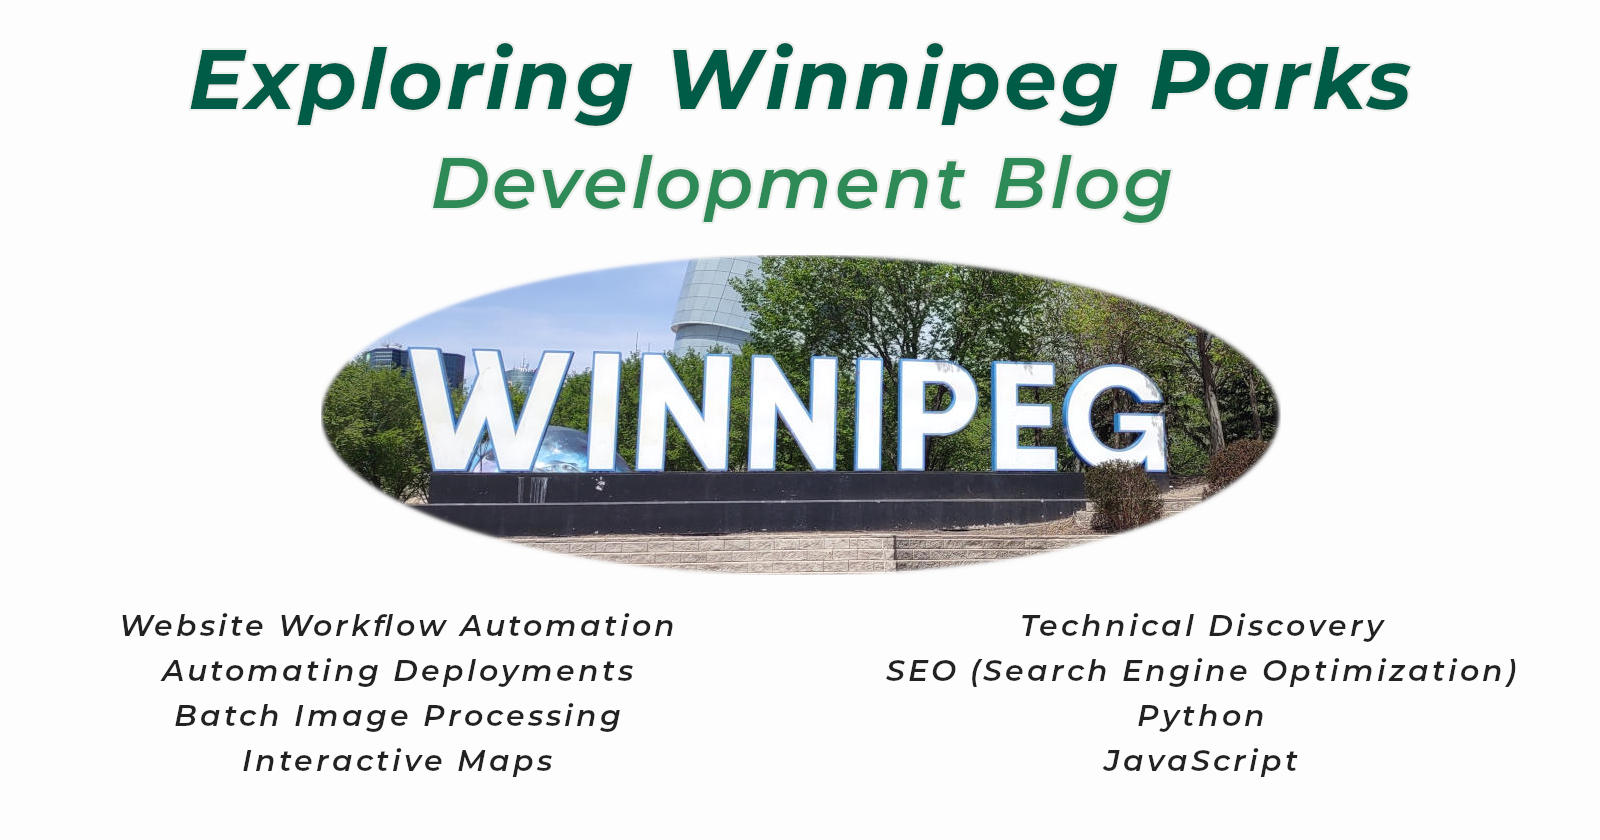 Exploring Winnipeg Parks
Development Blog
WINNIPEG
Website Workflow Automation
Automating Deployments
Batch Image Processing
Interactive Maps
Technical Discovery
SEO (Search Engine Optimization)
Python
JavaScript